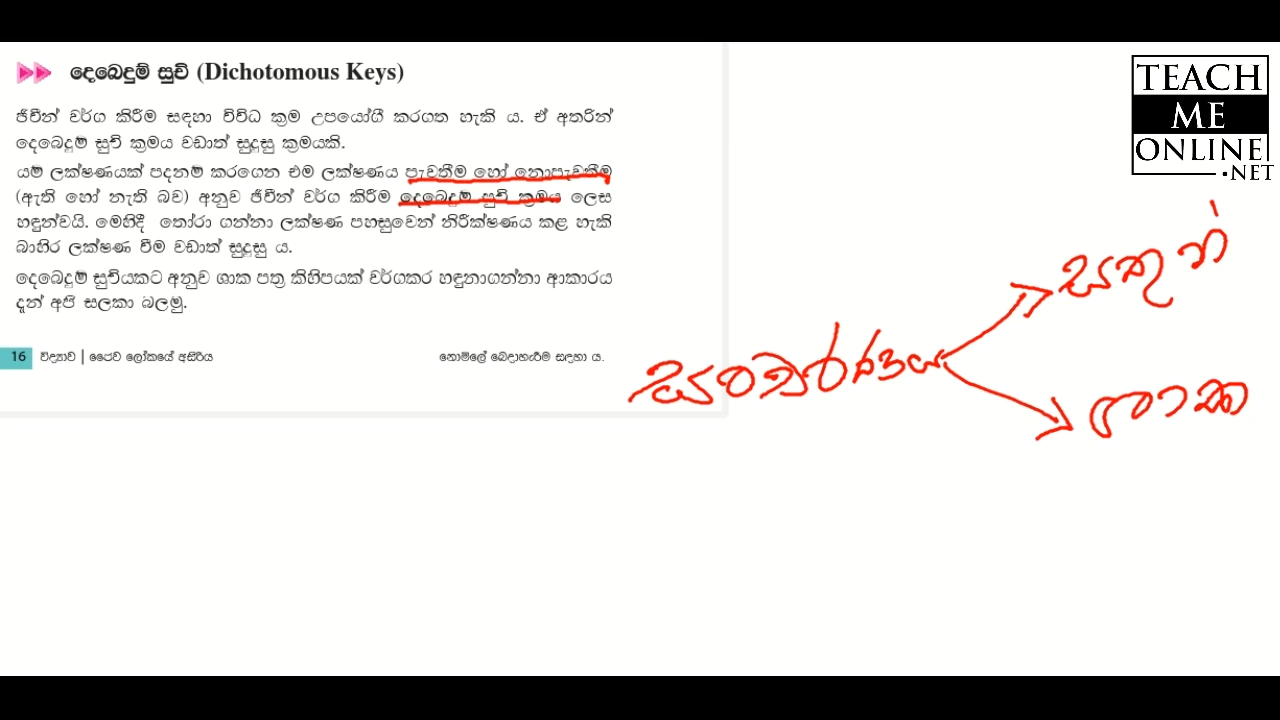 දෙබෙදුම් සුචි (Dichotomous Keys)
ජීවීන් වර්ග කිරීම සඳහා විවිධ ක්‍රම උපයෝගී කරගත හැකි ය. ඒ අතරින්
දෙබෙදුම් සුචි ක්‍රමය වඩාත් සුදුසු ක්‍රමයකි.
යම් ලක්ෂණයක් පදනම් කරගෙන එම ලක්ෂණය පැවතීම හෝ නොපැවතීම
(ඇති හෝ නැති බව) අනුව ජීවීන් වර්ග කිරීම දෙබෙදුම් සුචි ක්‍රමය ලෙස
හඳුන්වයි. මෙහිදී තෝරා ගන්නා ලක්ෂණ පහසුවෙන් නිරීක්ෂණය කළ හැකි
බාහිර ලක්ෂණ වීම වඩාත් සුදුසු ය.
දෙබෙදුම් සුචියකට අනුව ශාක පත්‍ර කිහිපයක් වර්ගකර හඳුනාගන්නා ආකාරය
දැන් අපි සලකා බලමු.
16 විද්‍යාව | ජෛව ලෝකයේ අසිරිය
නොමිලේ බෙදාහැරීම සඳහා ය.
TEACH
ME
ONLINE
.NET
සතුන්
සංචරණය
ශාක